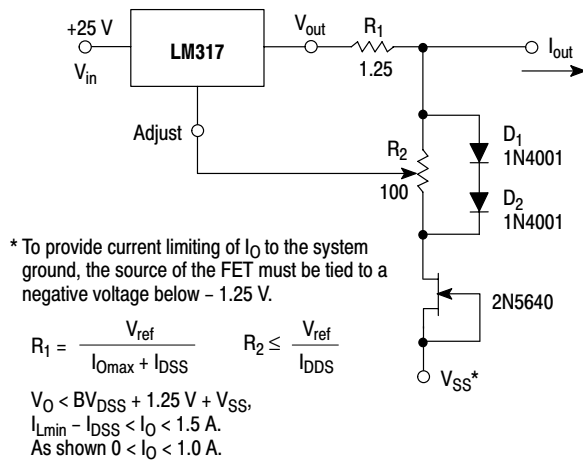 +25 V
V_in
LM317
V_out
R_1
1.25
I_out
Adjust
R_2
100
D_1
1N4001
D_2
1N4001
* To provide current limiting of I_O to the system
ground, the source of the FET must be tied to a
negative voltage below – 1.25 V.
2N5640
R_1 = V_ref / (I_Omax + I_DSS)
R_2 ≤ V_ref / I_DDS
V_SS*
V_O < BV_DSS + 1.25 V + V_SS,
I_Lmin – I_DSS < I_O < 1.5 A.
As shown 0 < I_O < 1.0 A.